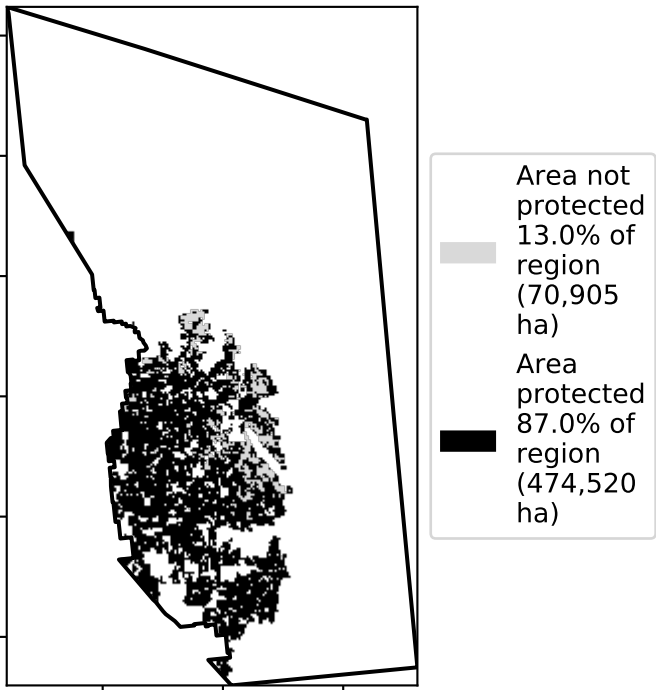 Area not
protected
13.0% of
region
(70,905
ha)
Area
protected
87.0% of
region
(474,520
ha)